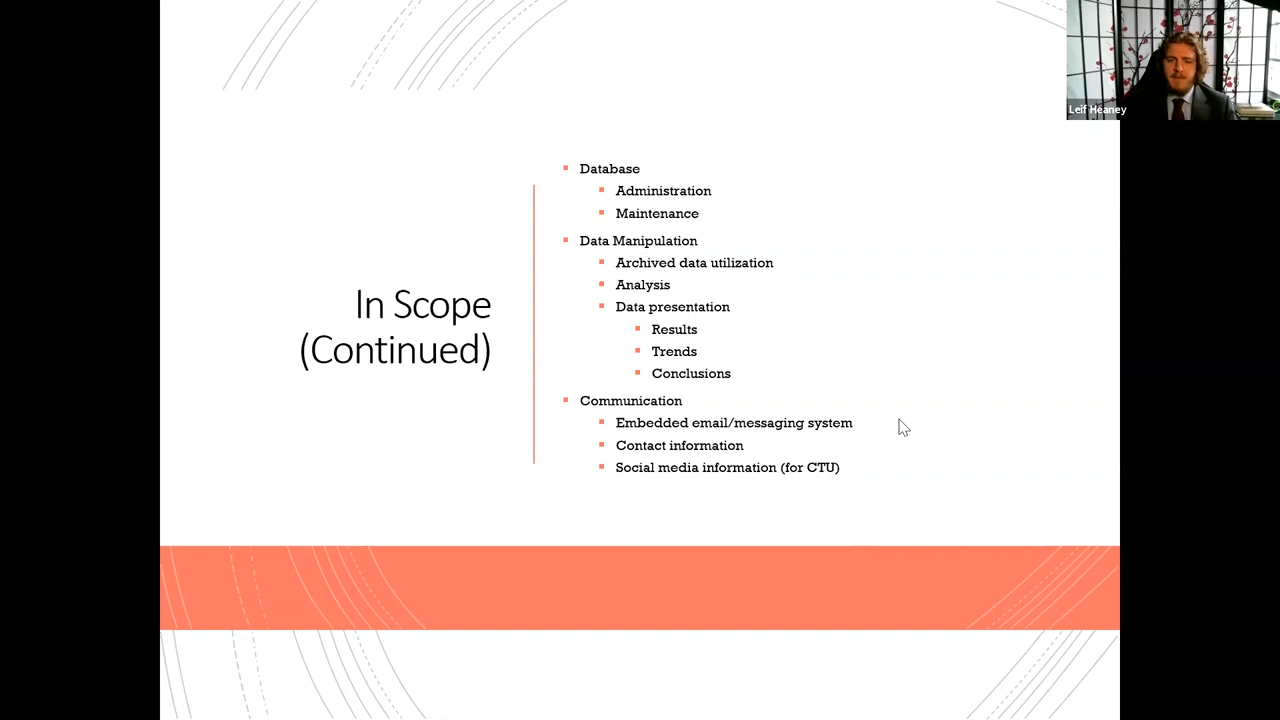 Leif Heaney
In Scope
(Continued)
Database
Administration
Maintenance
Data Manipulation
Archived data utilization
Analysis
Data presentation
Results
Trends
Conclusions
Communication
Embedded email/messaging system
Contact information
Social media information (for CTU)